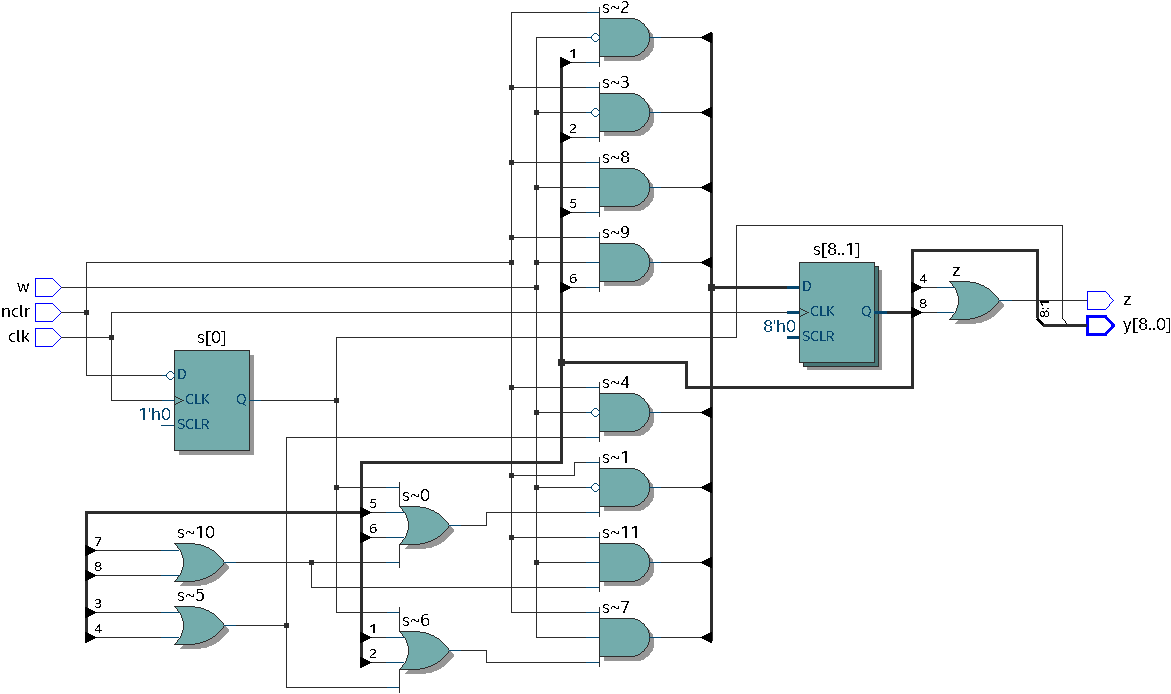 s~2
1
s~3
2
s~8
5
s~9
6
w
nclr
clk
s[0]
D
CLK
Q
1'h0
SCLR
s[8..1]
D
CLK
Q
8'h0
SCLR
4
8
z
8:1
z
y[8..0]
s~4
s~1
s~0
5
6
s~10
7
8
s~11
s~5
3
4
s~6
1
2
s~7